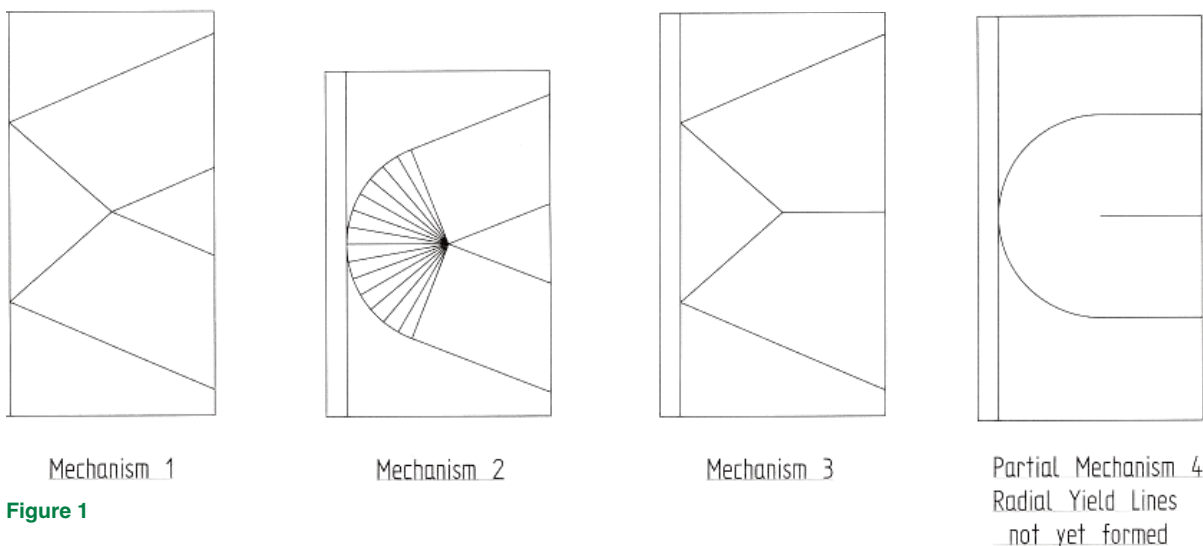 Mechanism 1
Mechanism 2
Mechanism 3
Partial Mechanism 4
Radial Yield Lines
not yet formed
Figure 1